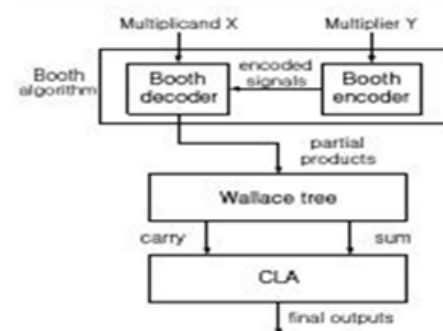 Multiplicand X Multiplier Y
Booth algorithm
Booth decoder
encoded signals
Booth encoder
partial products
Wallace tree
carry sum
CLA
final outputs